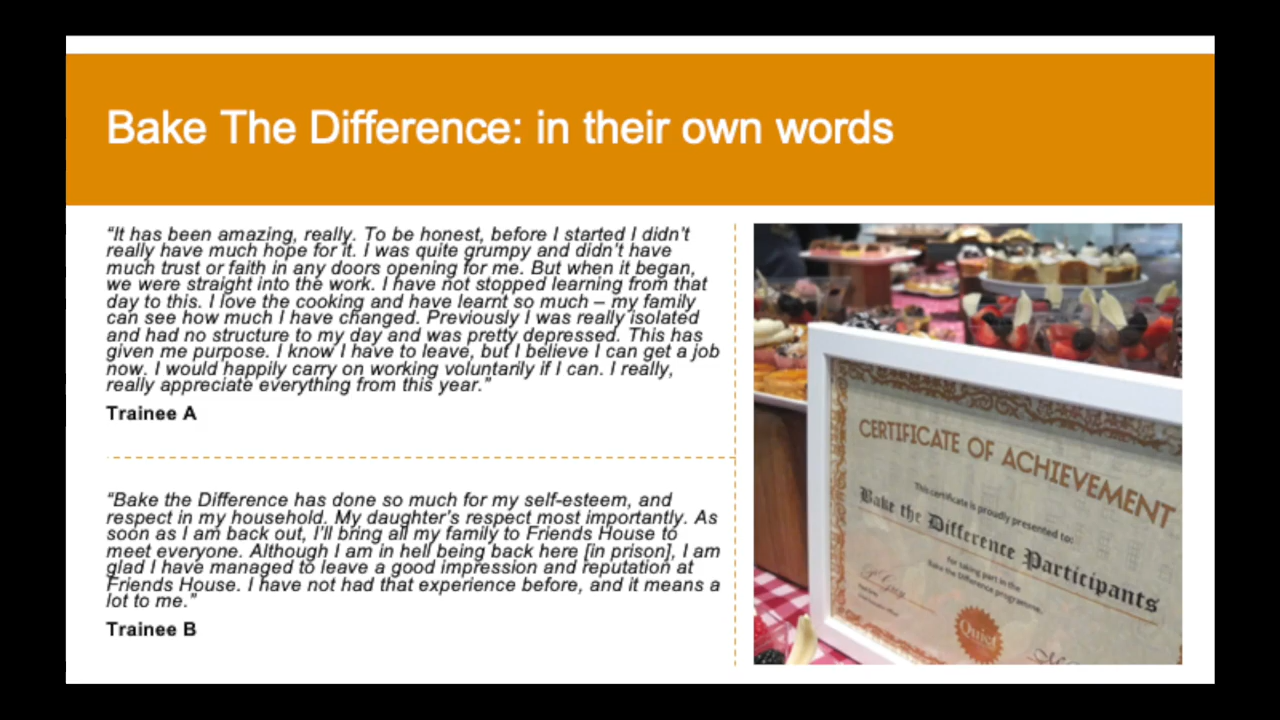 Bake The Difference: in their own words
“It has been amazing, really. To be honest, before I started I didn’t
really have much hope for it. I was quite grumpy and didn’t have
much trust or faith in any doors opening for me. But when it began,
we were straight into the work. I have not stopped learning from that
day to this. I love the cooking and have learnt so much – my family
can see how much I have changed. Previously I was really isolated
and had no structure to my day and was pretty depressed. This has
given me purpose. I know I have to leave, but I believe I can get a job
now. I would happily carry on working voluntarily if I can. I really,
really appreciate everything from this year.”
Trainee A
“Bake the Difference has done so much for my self-esteem, and
respect in my household. My daughter’s respect most importantly. As
soon as I am back out, I’ll bring all my family to Friends House to
meet everyone. Although I am in hell being back here [in prison], I am
glad I have managed to leave a good impression and reputation at
Friends House. I have not had that experience before, and it means a
lot to me.”
Trainee B
CERTIFICATE OF ACHIEVEMENT
This certificate is proudly presented to:
Bake the Difference Participants
for taking part in the
Bake the Difference programme.
Quiet